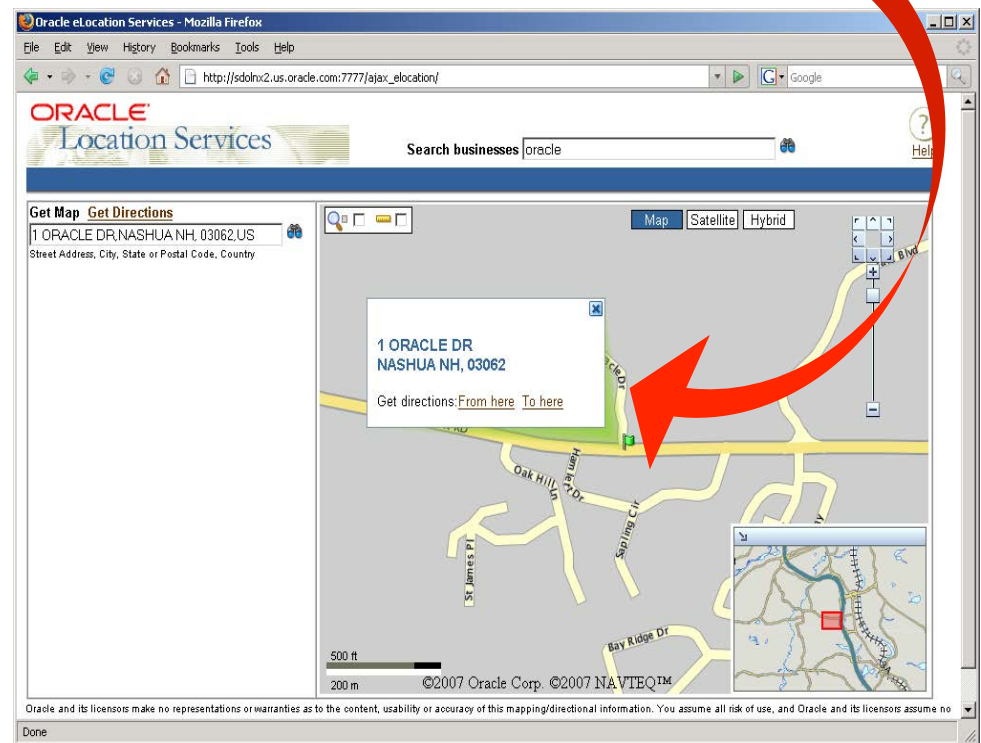 Oracle eLocation Services - Mozilla Firefox
File Edit View History Bookmarks Tools Help
http://sdolnx2.us.oracle.com:7777/ajax_elocation/
G Google
ORACLE
Location Services
Search businesses oracle
?
Help
Get Map Get Directions
1 ORACLE DR,NASHUA NH, 03062,US
Street Address, City, State or Postal Code, Country
Map Satellite Hybrid
Blvd
1 ORACLE DR
NASHUA NH, 03062
Get directions:From here To here
acle Dr
RD
Oak Hill Ln
Hamlett Dr
Sapling Cir
St James Pl
Bay Ridge Dr
500 ft
200 m
©2007 Oracle Corp. ©2007 NAVTEQ™
Oracle and its licensors make no representations or warranties as to the content, usability or accuracy of this mapping/directional information. You assume all risk of use, and Oracle and its licensors assume no
Done